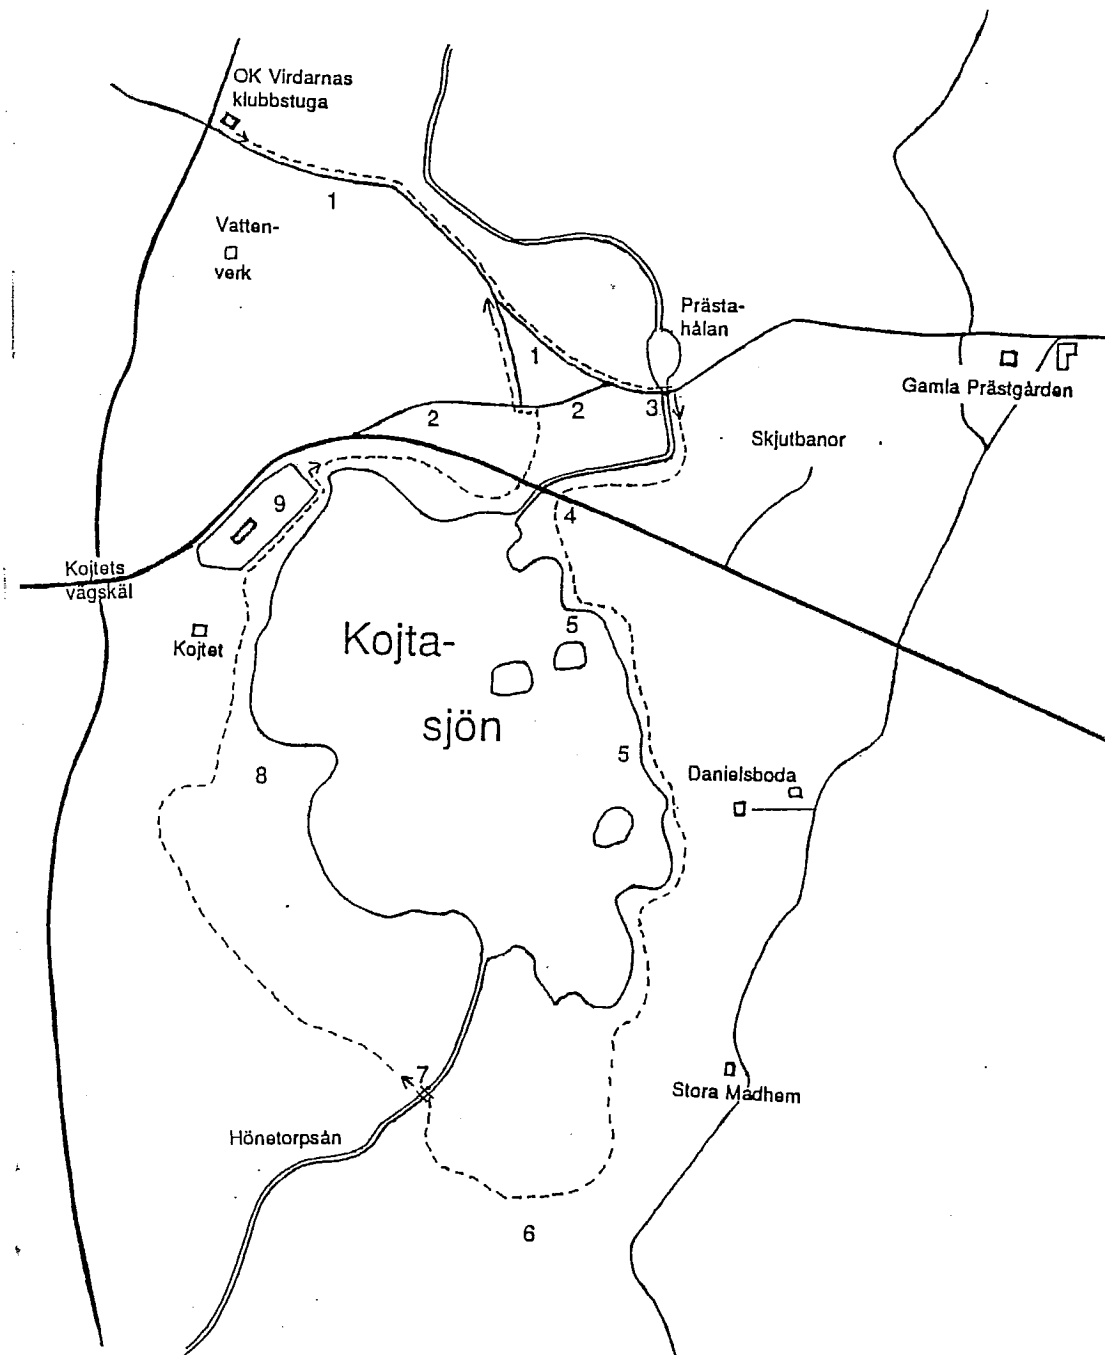 OK Virdarnas
klubbstuga
1
Vatten-
verk
Prästa-
hålan
1
Gamla Prästgården
2
2
3
Skjutbanor
9
4
Kojtets
vägskäl
Kojtet
5
Kojta-
sjön
5
8
Danielsboda
7
Stora Madhem
Hönetorpsån
6